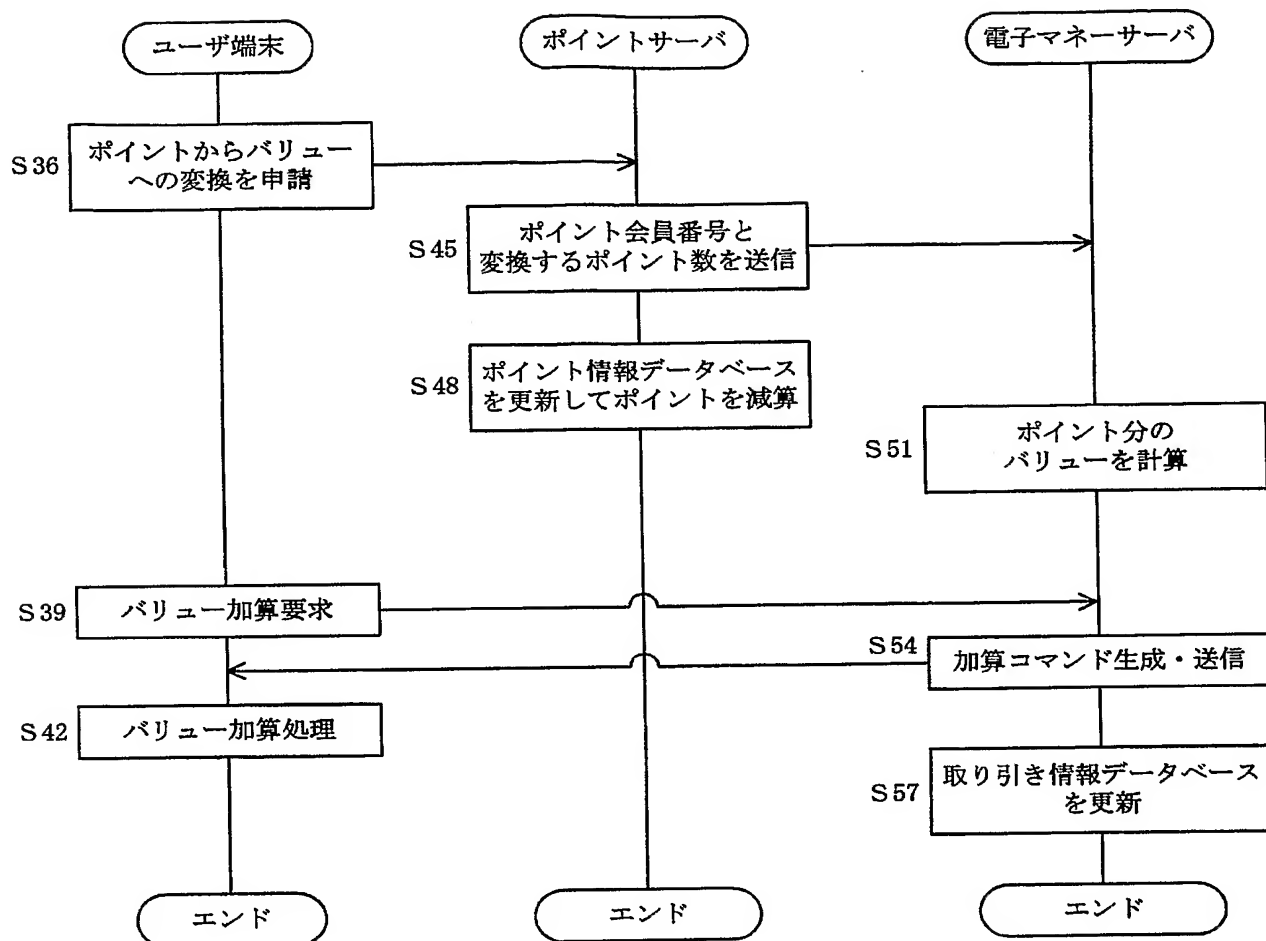 ユーザ端末
ポイントサーバ
電子マネーサーバ
S36
ポイントからバリュー
への変換を申請
S45
ポイント会員番号と
変換するポイント数を送信
S48
ポイント情報データベース
を更新してポイントを減算
S51
ポイント分の
バリューを計算
S39
バリュー加算要求
S54
加算コマンド生成・送信
S42
バリュー加算処理
S57
取り引き情報データベース
を更新
エンド
エンド
エンド